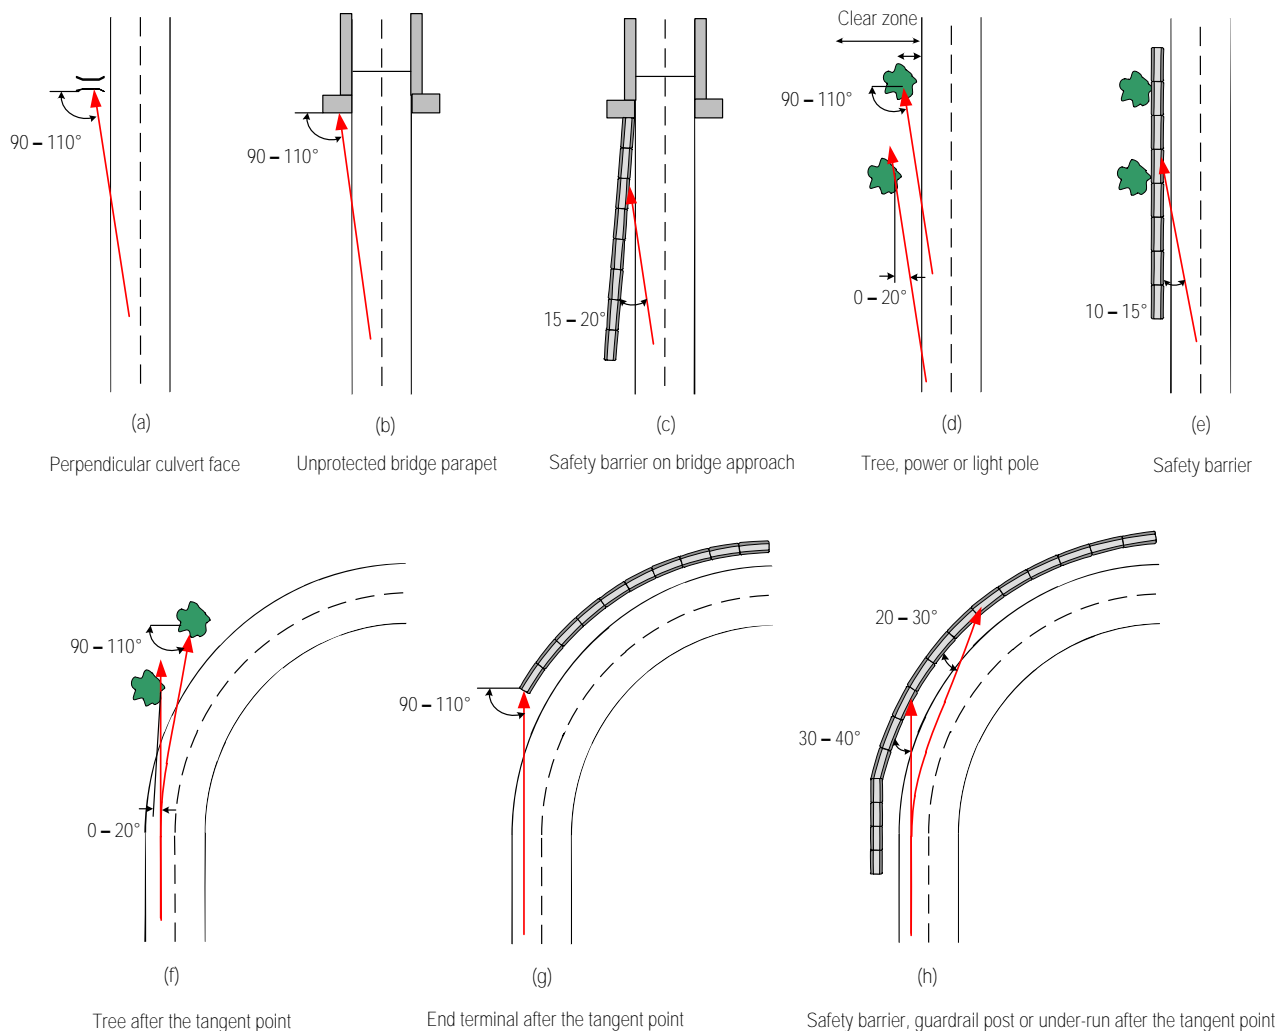 Clear zone
90 – 110°
90 – 110°
15 – 20°
90 – 110°
0 – 20°
10 – 15°
(a)
(b)
(c)
(d)
(e)
Perpendicular culvert face
Unprotected bridge parapet
Safety barrier on bridge approach
Tree, power or light pole
Safety barrier
90 – 110°
0 – 20°
90 – 110°
20 – 30°
30 – 40°
(f)
(g)
(h)
Tree after the tangent point
End terminal after the tangent point
Safety barrier, guardrail post or under-run after the tangent point